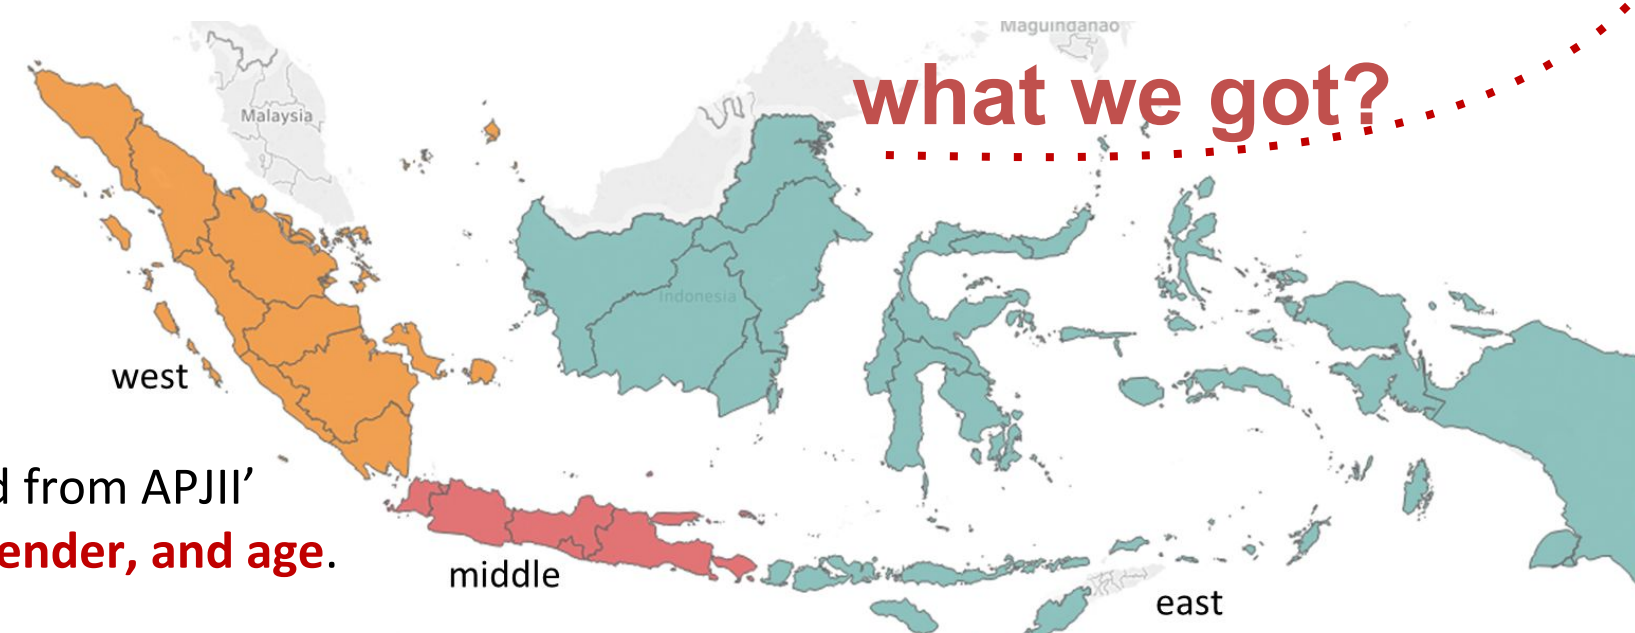 Maguindanao
what we got?
Malaysia
Indonesia
west
d from APJII’
ender, and age.
middle
east